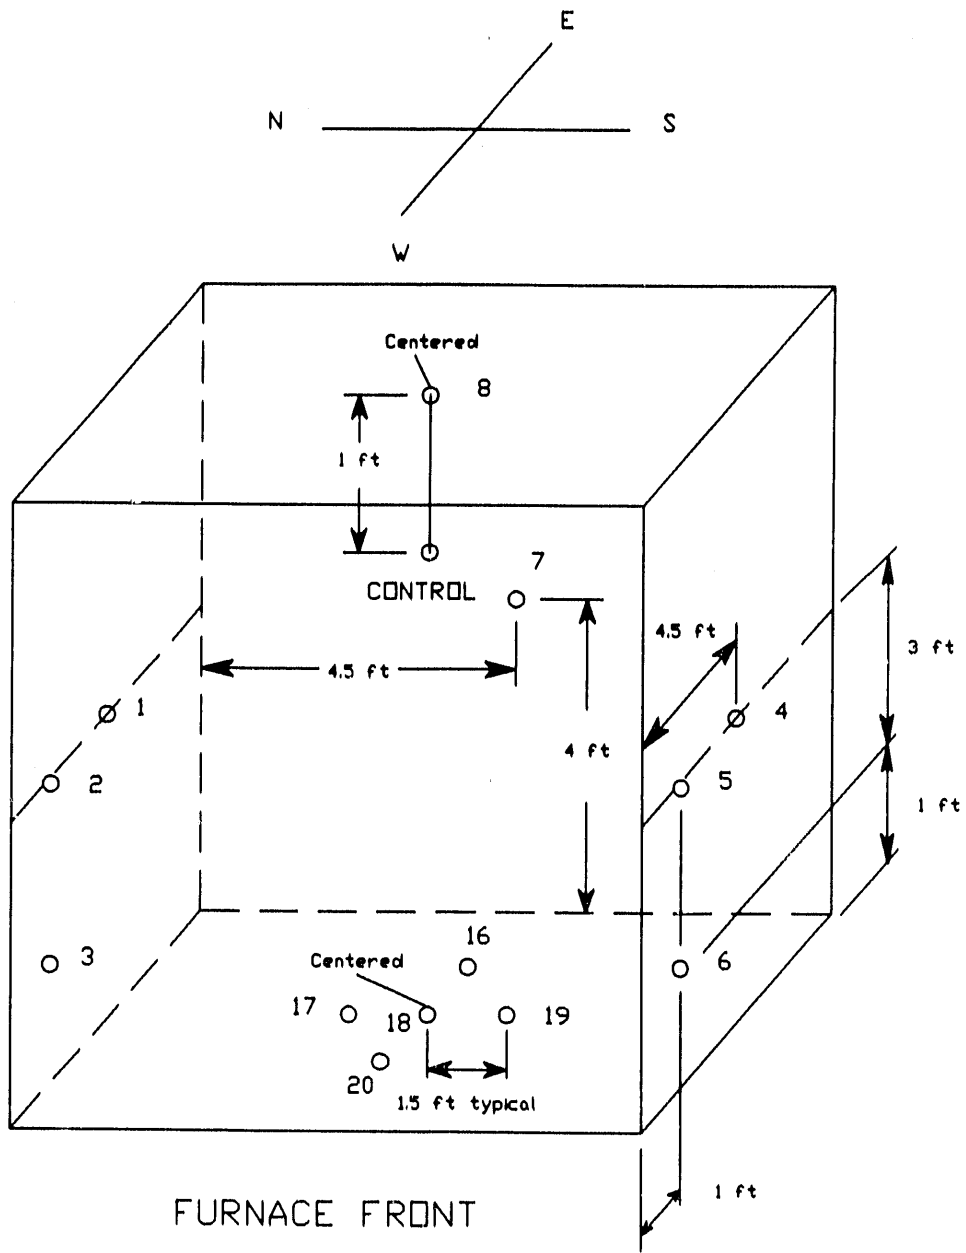 E
N S
W
Centered
8
1 ft
7
CONTROL
4.5 ft
3 ft
4.5 ft
1
4
4 ft
2
5
1 ft
16
3
Centered
6
17
18
19
20
1.5 ft typical
1 ft
FURNACE FRONT